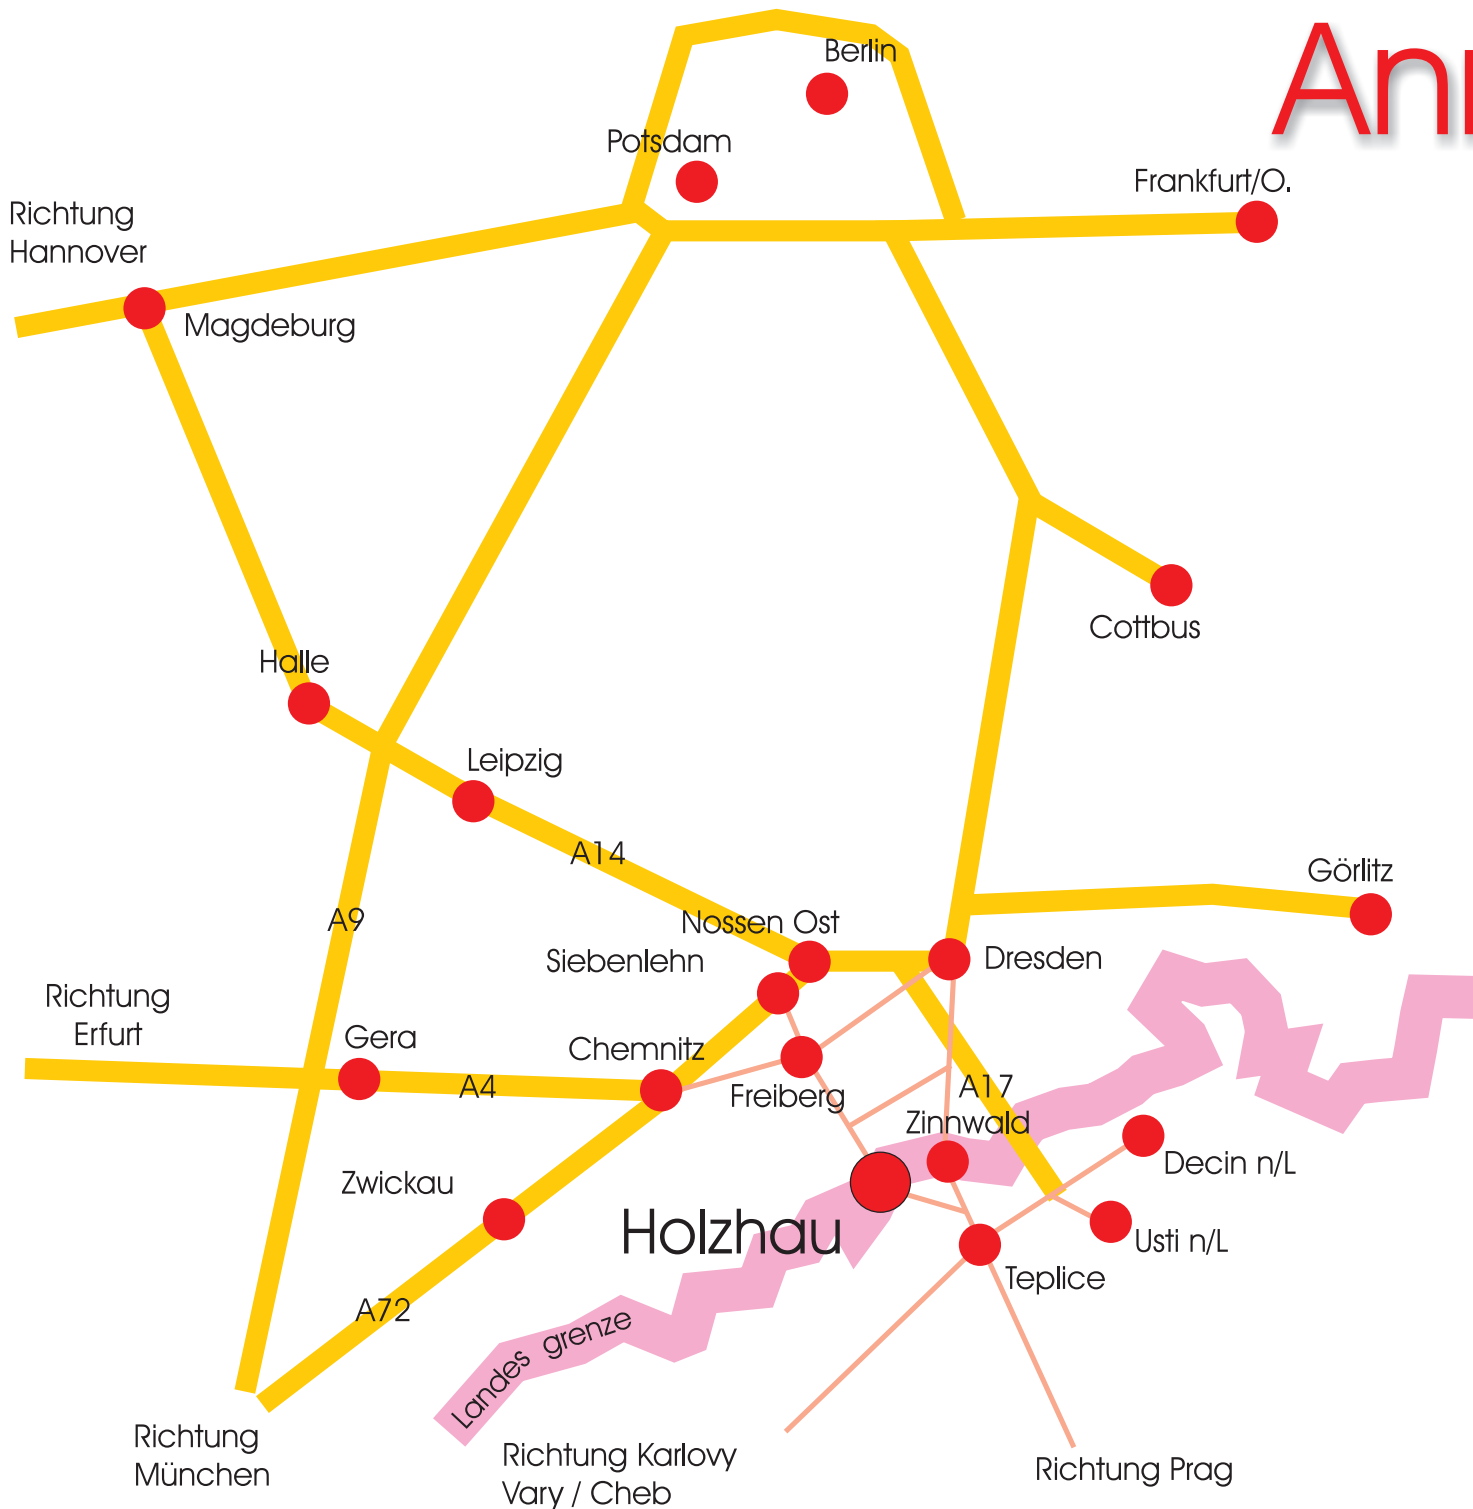 Berlin
Potsdam
Frankfurt/O.
Richtung
Hannover
Magdeburg
Cottbus
Halle
Leipzig
A14
Görlitz
A9
Nossen Ost
Siebenlehn
Dresden
Richtung
Erfurt
Gera
Chemnitz
A4
Freiberg
A17
Zinnwald
Decin n/L
Zwickau
Holzhau
Usti n/L
Teplice
A72
Landes grenze
Richtung
München
Richtung Karlovy
Vary / Cheb
Richtung Prag